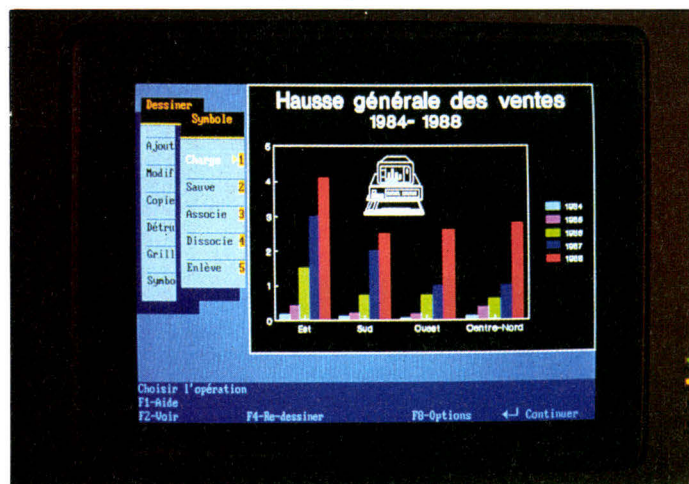 Dessiner
Symbole
Ajout
Modif
Copie
Détru
Grill
Symbo
Charge 1
Sauve 2
Associe 3
Dissocie 4
Enlève 5
Hausse générale des ventes
1984- 1988
5
4
3
2
1
0
Est Sud Ouest Centre-Nord
1984
1985
1986
1987
1988
Choisir l'opération
F1-Aide
F2-Voir F4-Re-dessiner F8-Options ◄┘ Continuer